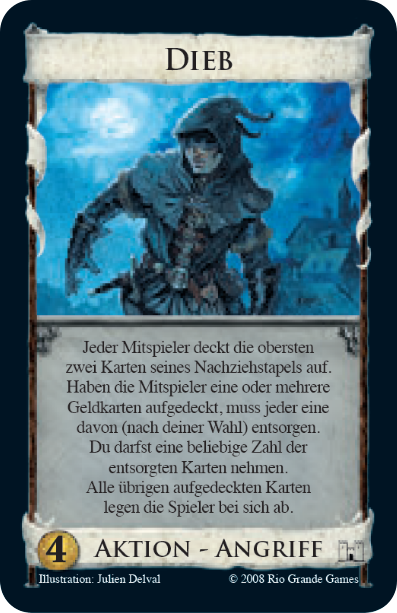 DIEB
Jeder Mitspieler deckt die obersten
zwei Karten seines Nachziehstapels auf.
Haben die Mitspieler eine oder mehrere
Geldkarten aufgedeckt, muss jeder eine
davon (nach deiner Wahl) entsorgen.
Du darfst eine beliebige Zahl der
entsorgten Karten nehmen.
Alle übrigen aufgedeckten Karten
legen die Spieler bei sich ab.
4 AKTION - ANGRIFF
Illustration: Julien Delval © 2008 Rio Grande Games